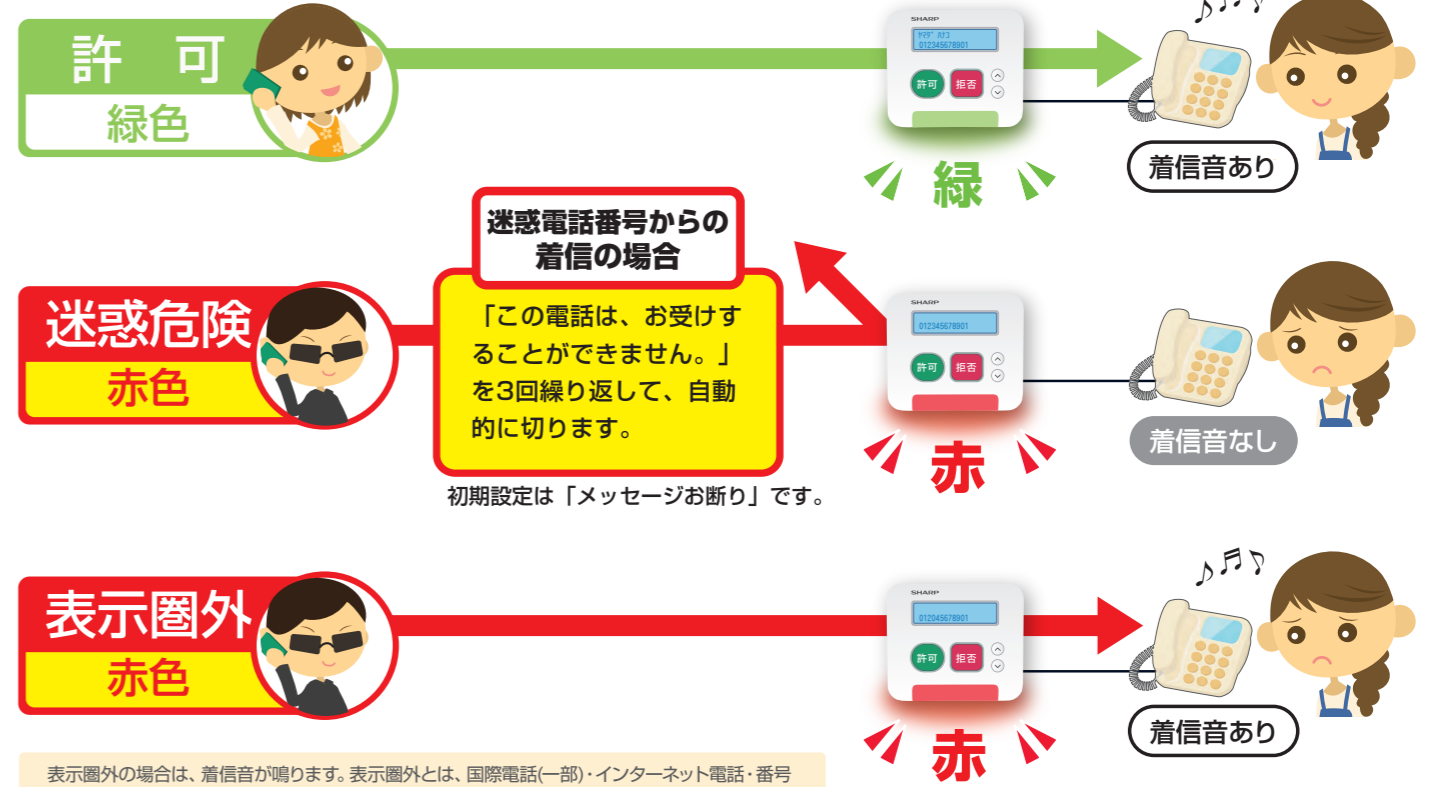 許 可
緑色
SHARP
ﾔﾏﾀﾞ ﾊﾅｺ
012345678901
許可
拒否
緑
着信音あり
迷惑電話番号からの
着信の場合
迷惑危険
赤色
「この電話は、お受けす
ることができません。」
を3回繰り返して、自動
的に切ります。
初期設定は「メッセージお断り」です。
SHARP
012345678901
許可
拒否
赤
着信音なし
表示圏外
赤色
SHARP
012045678901
許可
拒否
赤
着信音あり
表示圏外の場合は、着信音が鳴ります。表示圏外とは、国際電話(一部)・インターネット電話・番号